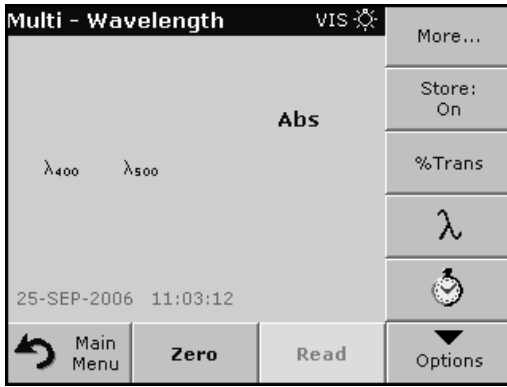 Multi - Wavelength VIS
More...
Store:
On
Abs
%Trans
λ400 λ500
λ
25-SEP-2006 11:03:12
Main
Menu
Zero
Read
Options